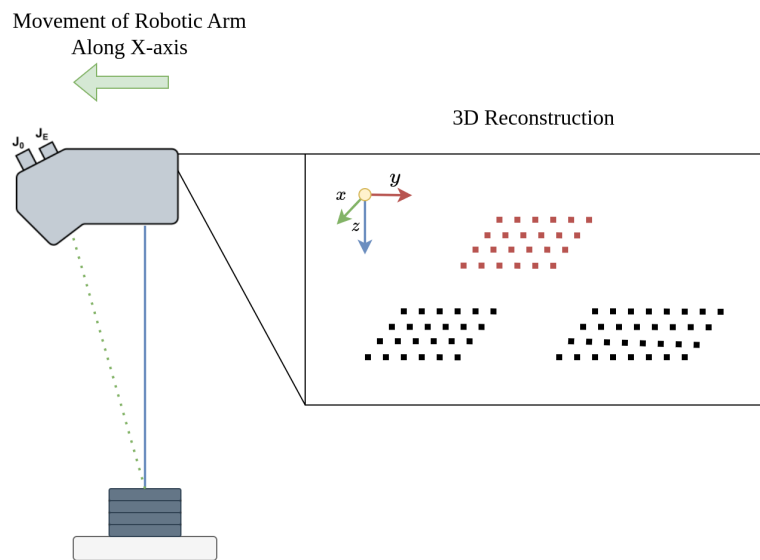 Movement of Robotic Arm
Along X-axis
3D Reconstruction
J0
JE
x
y
z